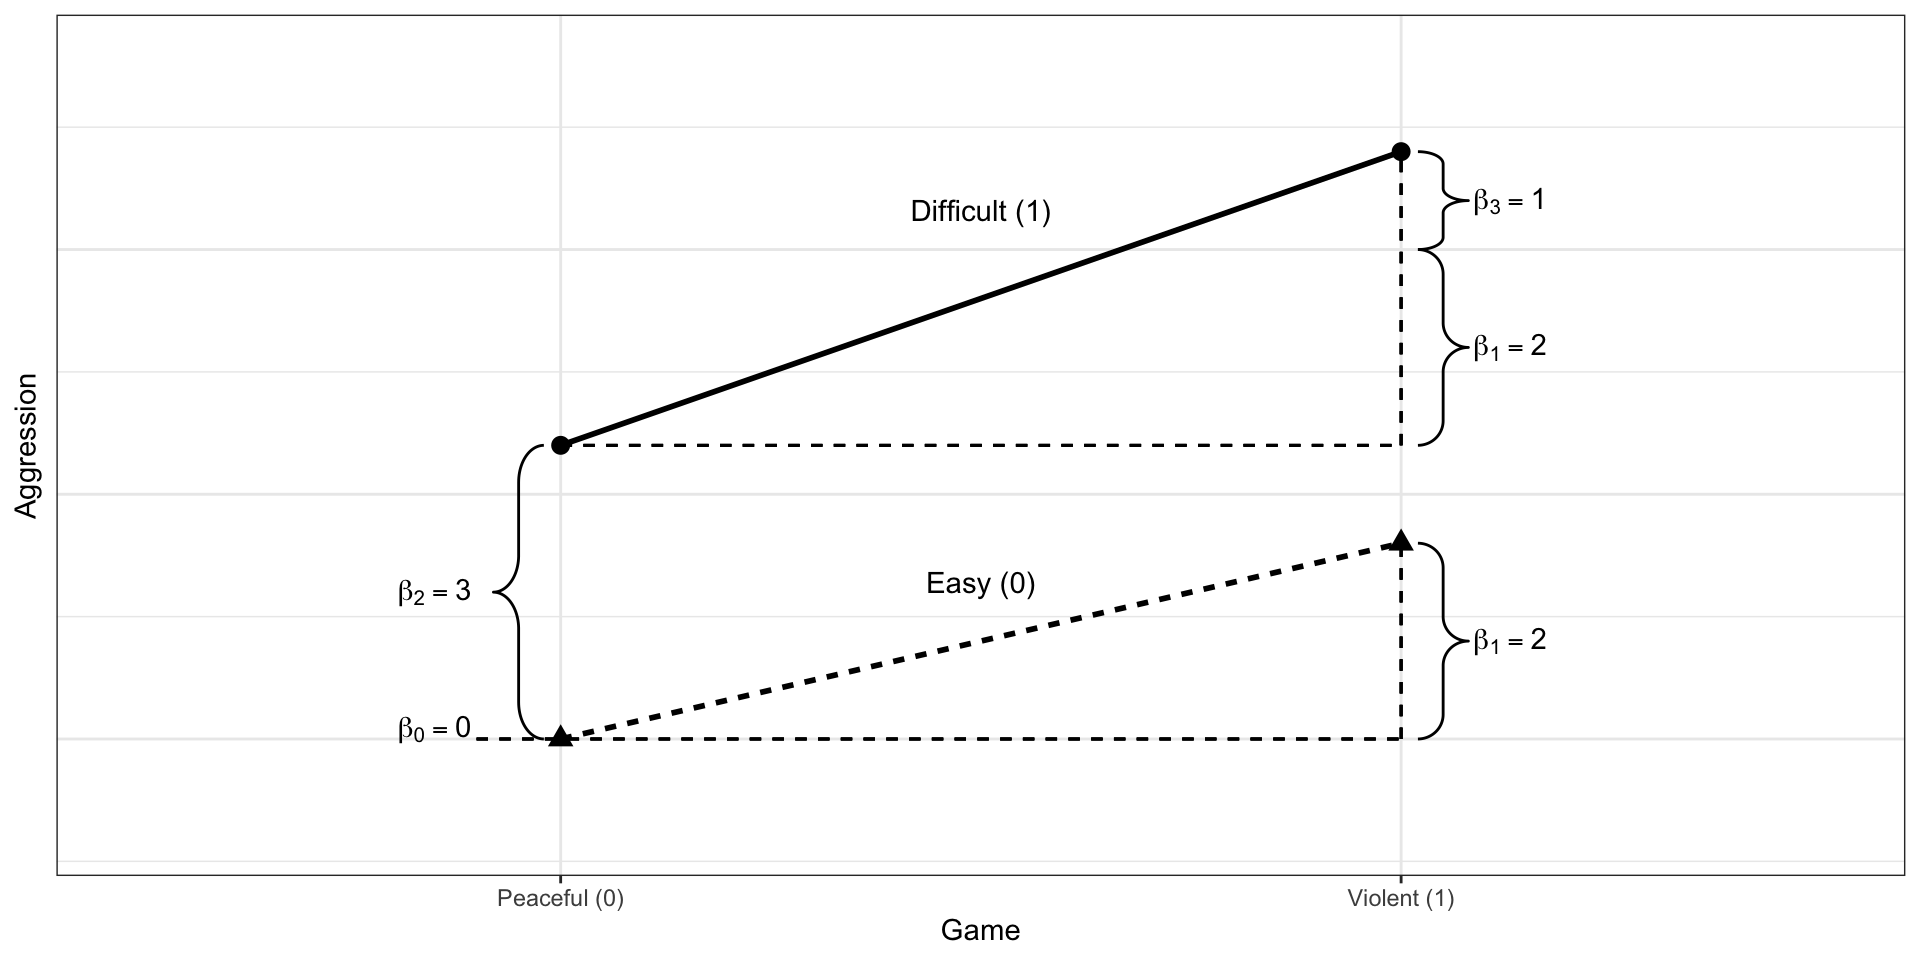 Difficult (1)
β₃ = 1
β₁ = 2
Easy (0)
β₂ = 3
β₁ = 2
β₀ = 0
Aggression
Peaceful (0)
Violent (1)
Game